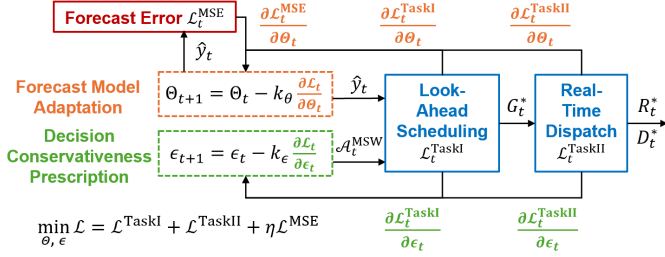 Forecast Error ℒ_t^MSE
∂ℒ_t^MSE/∂Θ_t
∂ℒ_t^TaskI/∂Θ_t
∂ℒ_t^TaskII/∂Θ_t
ŷ_t
Forecast Model
Adaptation
Θ_{t+1} = Θ_t − k_θ ∂ℒ_t/∂Θ_t
ŷ_t
Decision
Conservativeness
Prescription
ϵ_{t+1} = ϵ_t − k_ϵ ∂ℒ_t/∂ϵ_t
𝒜_t^MSW
Look-
Ahead
Scheduling
ℒ_t^TaskI
G_t^*
Real-
Time
Dispatch
ℒ_t^TaskII
R_t^*
D_t^*
min_{Θ, ϵ} ℒ = ℒ^TaskI + ℒ^TaskII + ηℒ^MSE
∂ℒ_t^TaskI/∂ϵ_t
∂ℒ_t^TaskII/∂ϵ_t